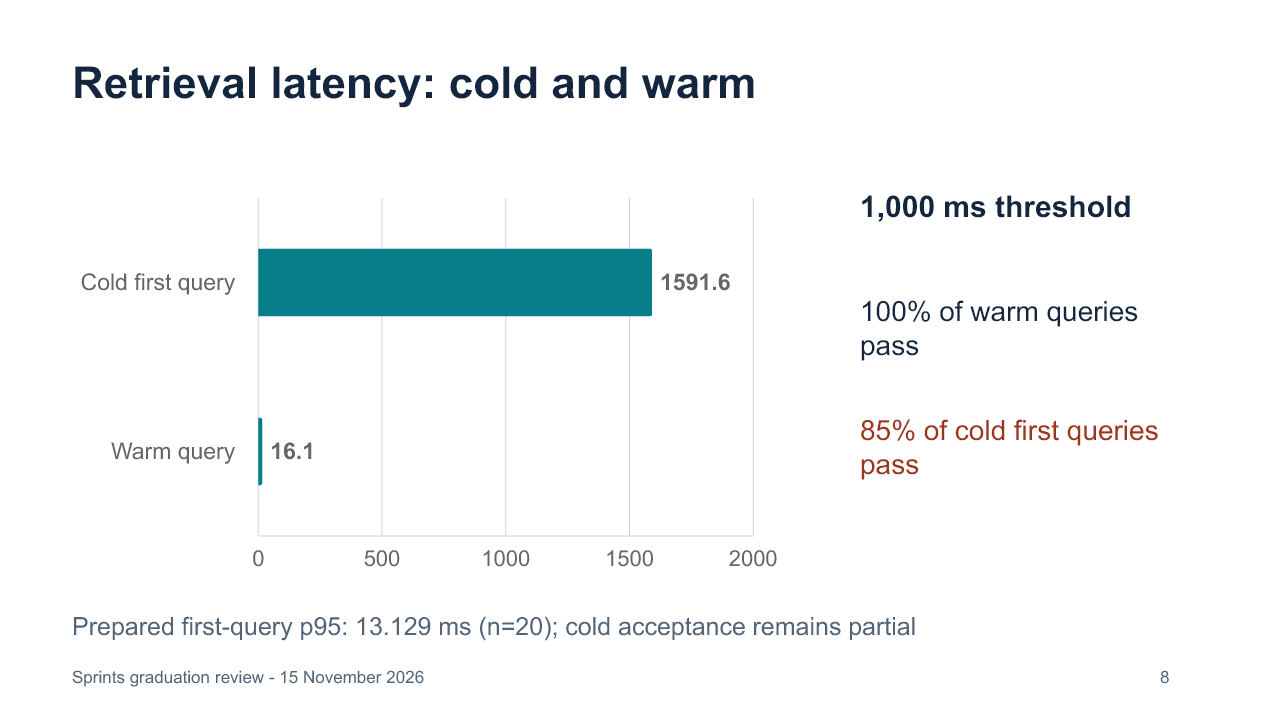 Retrieval latency: cold and warm
1,000 ms threshold
Cold first query
1591.6
100% of warm queries
pass
85% of cold first queries
pass
Warm query
16.1
0
500
1000
1500
2000
Prepared first-query p95: 13.129 ms (n=20); cold acceptance remains partial
Sprints graduation review - 15 November 2026
8